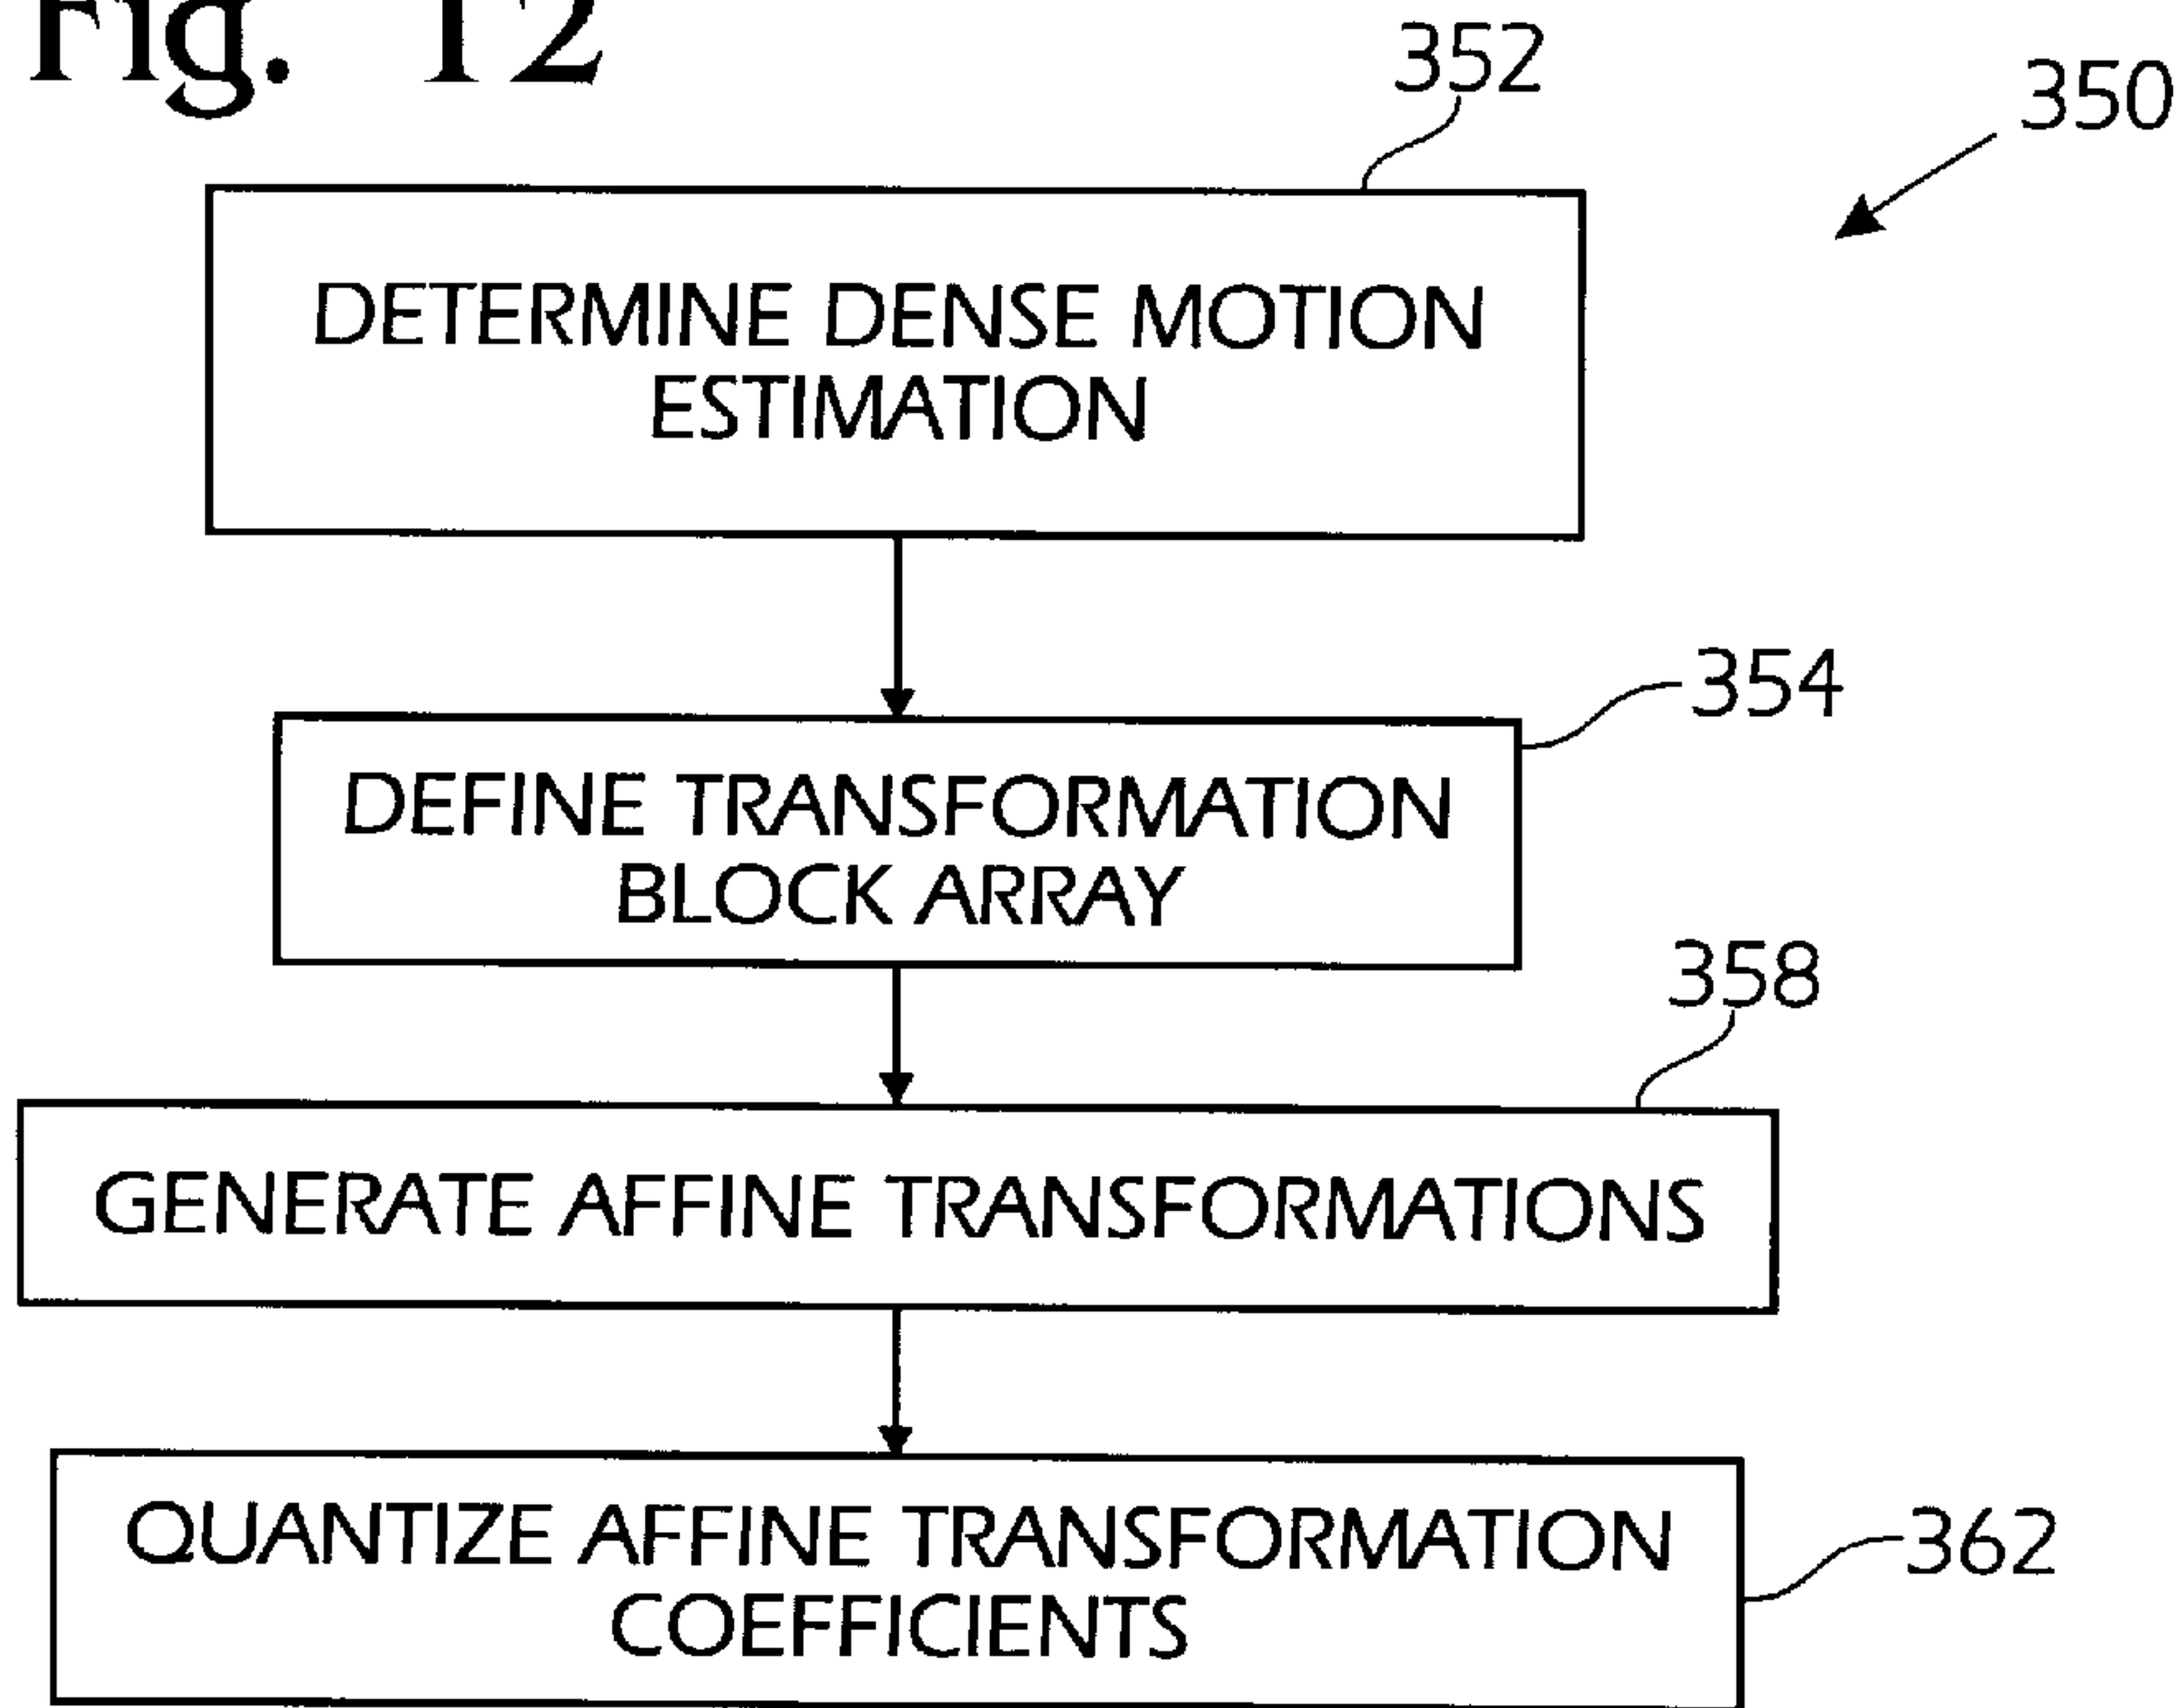 Fig. 12
352
350
DETERMINE DENSE MOTION
ESTIMATION
354
DEFINE TRANSFORMATION
BLOCK ARRAY
358
GENERATE AFFINE TRANSFORMATIONS
QUANTIZE AFFINE TRANSFORMATION
COEFFICIENTS
362